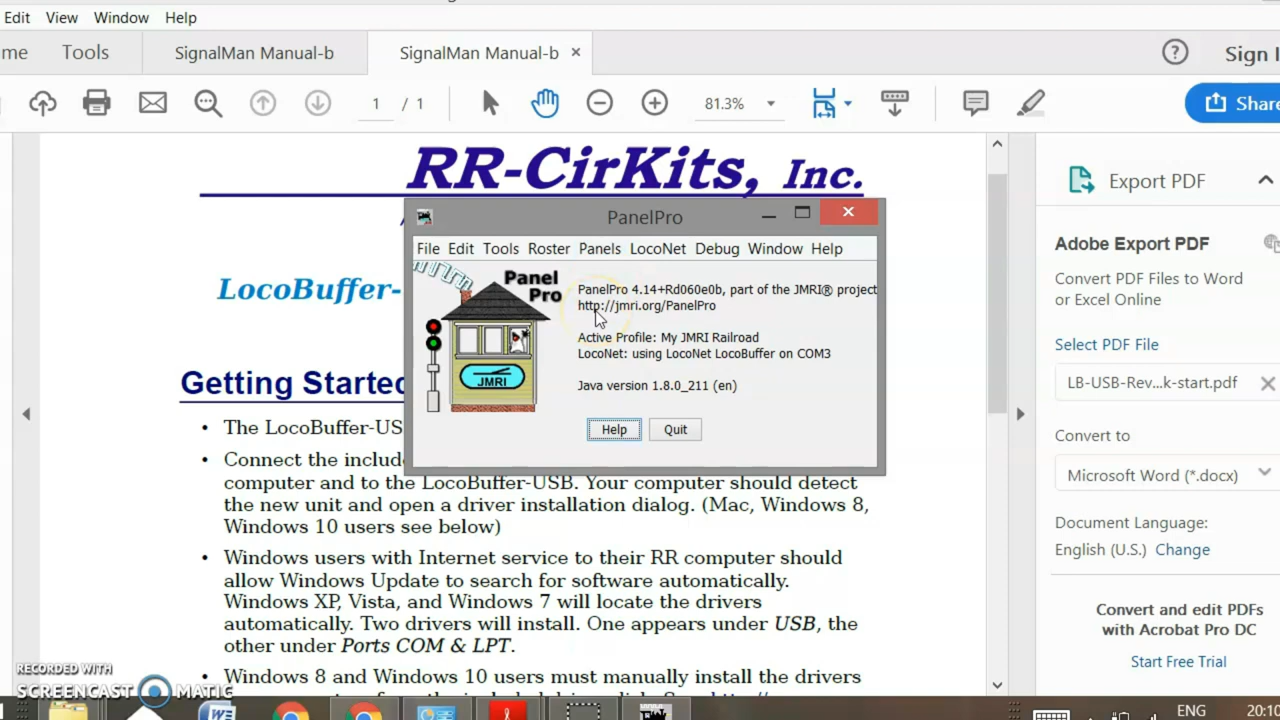 Edit View Window Help
me Tools SignalMan Manual-b SignalMan Manual-b × ? Sign I
1 / 1 81.3% Share
RR-CirKits, Inc.
Export PDF
PanelPro
File Edit Tools Roster Panels LocoNet Debug Window Help
Adobe Export PDF
Convert PDF Files to Word
or Excel Online
Panel
Pro
PanelPro 4.14+Rd060e0b, part of the JMRI® project
http://jmri.org/PanelPro
LocoBuffer-
Active Profile: My JMRI Railroad
LocoNet: using LocoNet LocoBuffer on COM3
JMRI
Java version 1.8.0_211 (en)
Help Quit
Select PDF File
LB-USB-Rev...k-start.pdf
Getting Started
Convert to
Microsoft Word (*.docx)
Document Language:
English (U.S.) Change
• The LocoBuffer-US
• Connect the include
computer and to the LocoBuffer-USB. Your computer should detect
the new unit and open a driver installation dialog. (Mac, Windows 8,
Windows 10 users see below)
• Windows users with Internet service to their RR computer should
allow Windows Update to search for software automatically.
Windows XP, Vista, and Windows 7 will locate the drivers
automatically. Two drivers will install. One appears under USB, the
other under Ports COM & LPT.
• Windows 8 and Windows 10 users must manually install the drivers
Convert and edit PDFs
with Acrobat Pro DC
Start Free Trial
RECORDED WITH
SCREENCAST MATIC
ENG 20:10